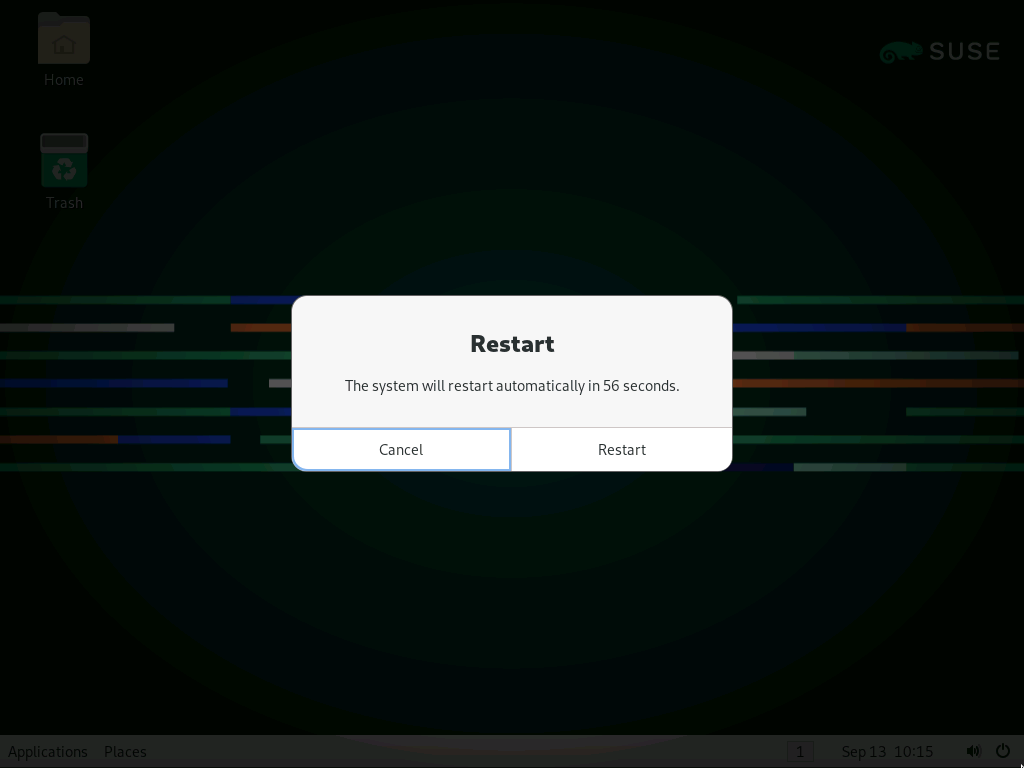 Home
SUSE
Trash
Restart
The system will restart automatically in 56 seconds.
Cancel
Restart
Applications
Places
1
Sep 13 10:15